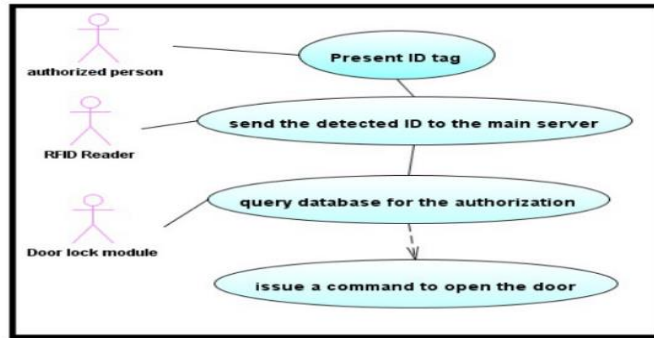 Present ID tag
authorized person
send the detected ID to the main server
RFID Reader
query database for the authorization
Door lock module
issue a command to open the door